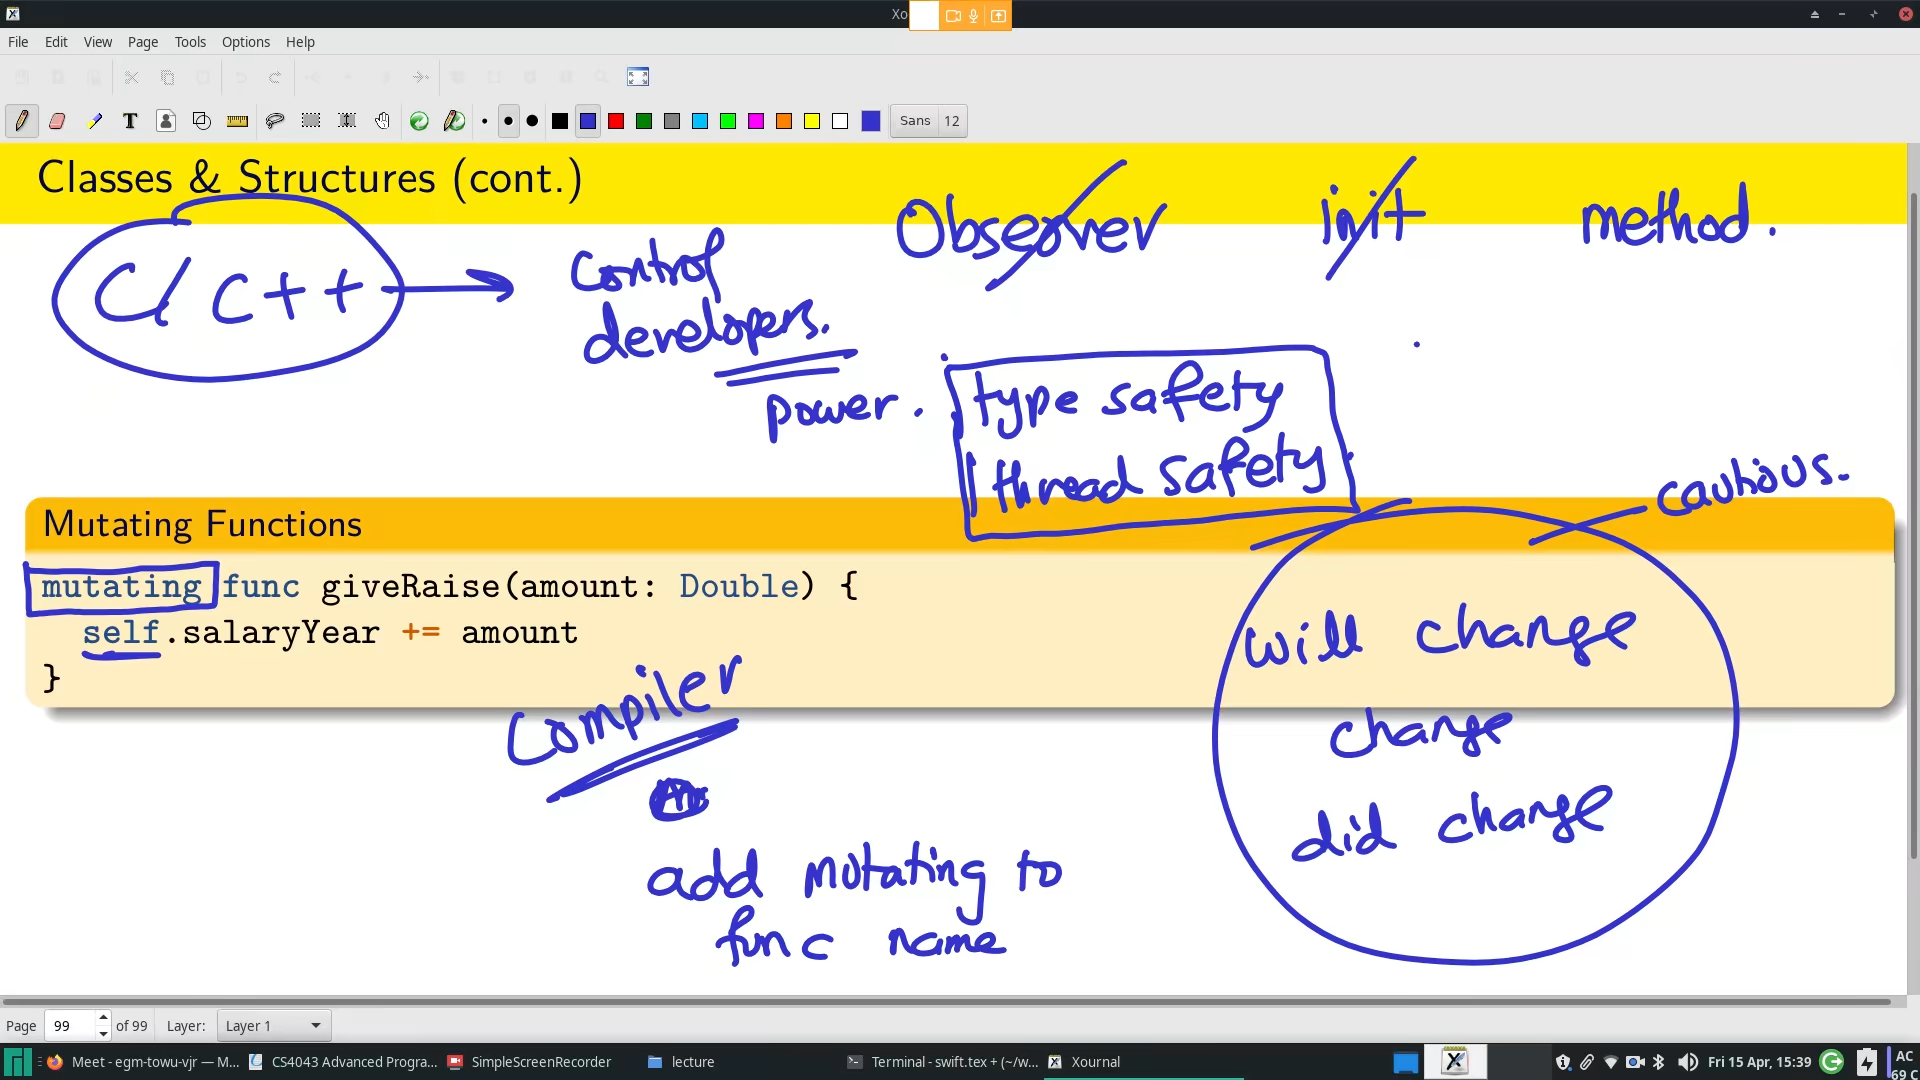 Xo
File Edit View Page Tools Options Help
T Sans 12
Classes & Structures (cont.)
Observer init method.
C/C++ → control
developers.
power.
type safety
thread safety
cautious.
Mutating Functions
mutating func giveRaise(amount: Double) {
self.salaryYear += amount
}
Compiler
add mutating to
func name
will change
change
did change
Page 99 of 99 Layer: Layer 1
Meet - egm-towu-vjr — M... CS4043 Advanced Progra... SimpleScreenRecorder lecture Terminal - swift.tex + (~/w... Xournal Fri 15 Apr, 15:39 AC
69 C